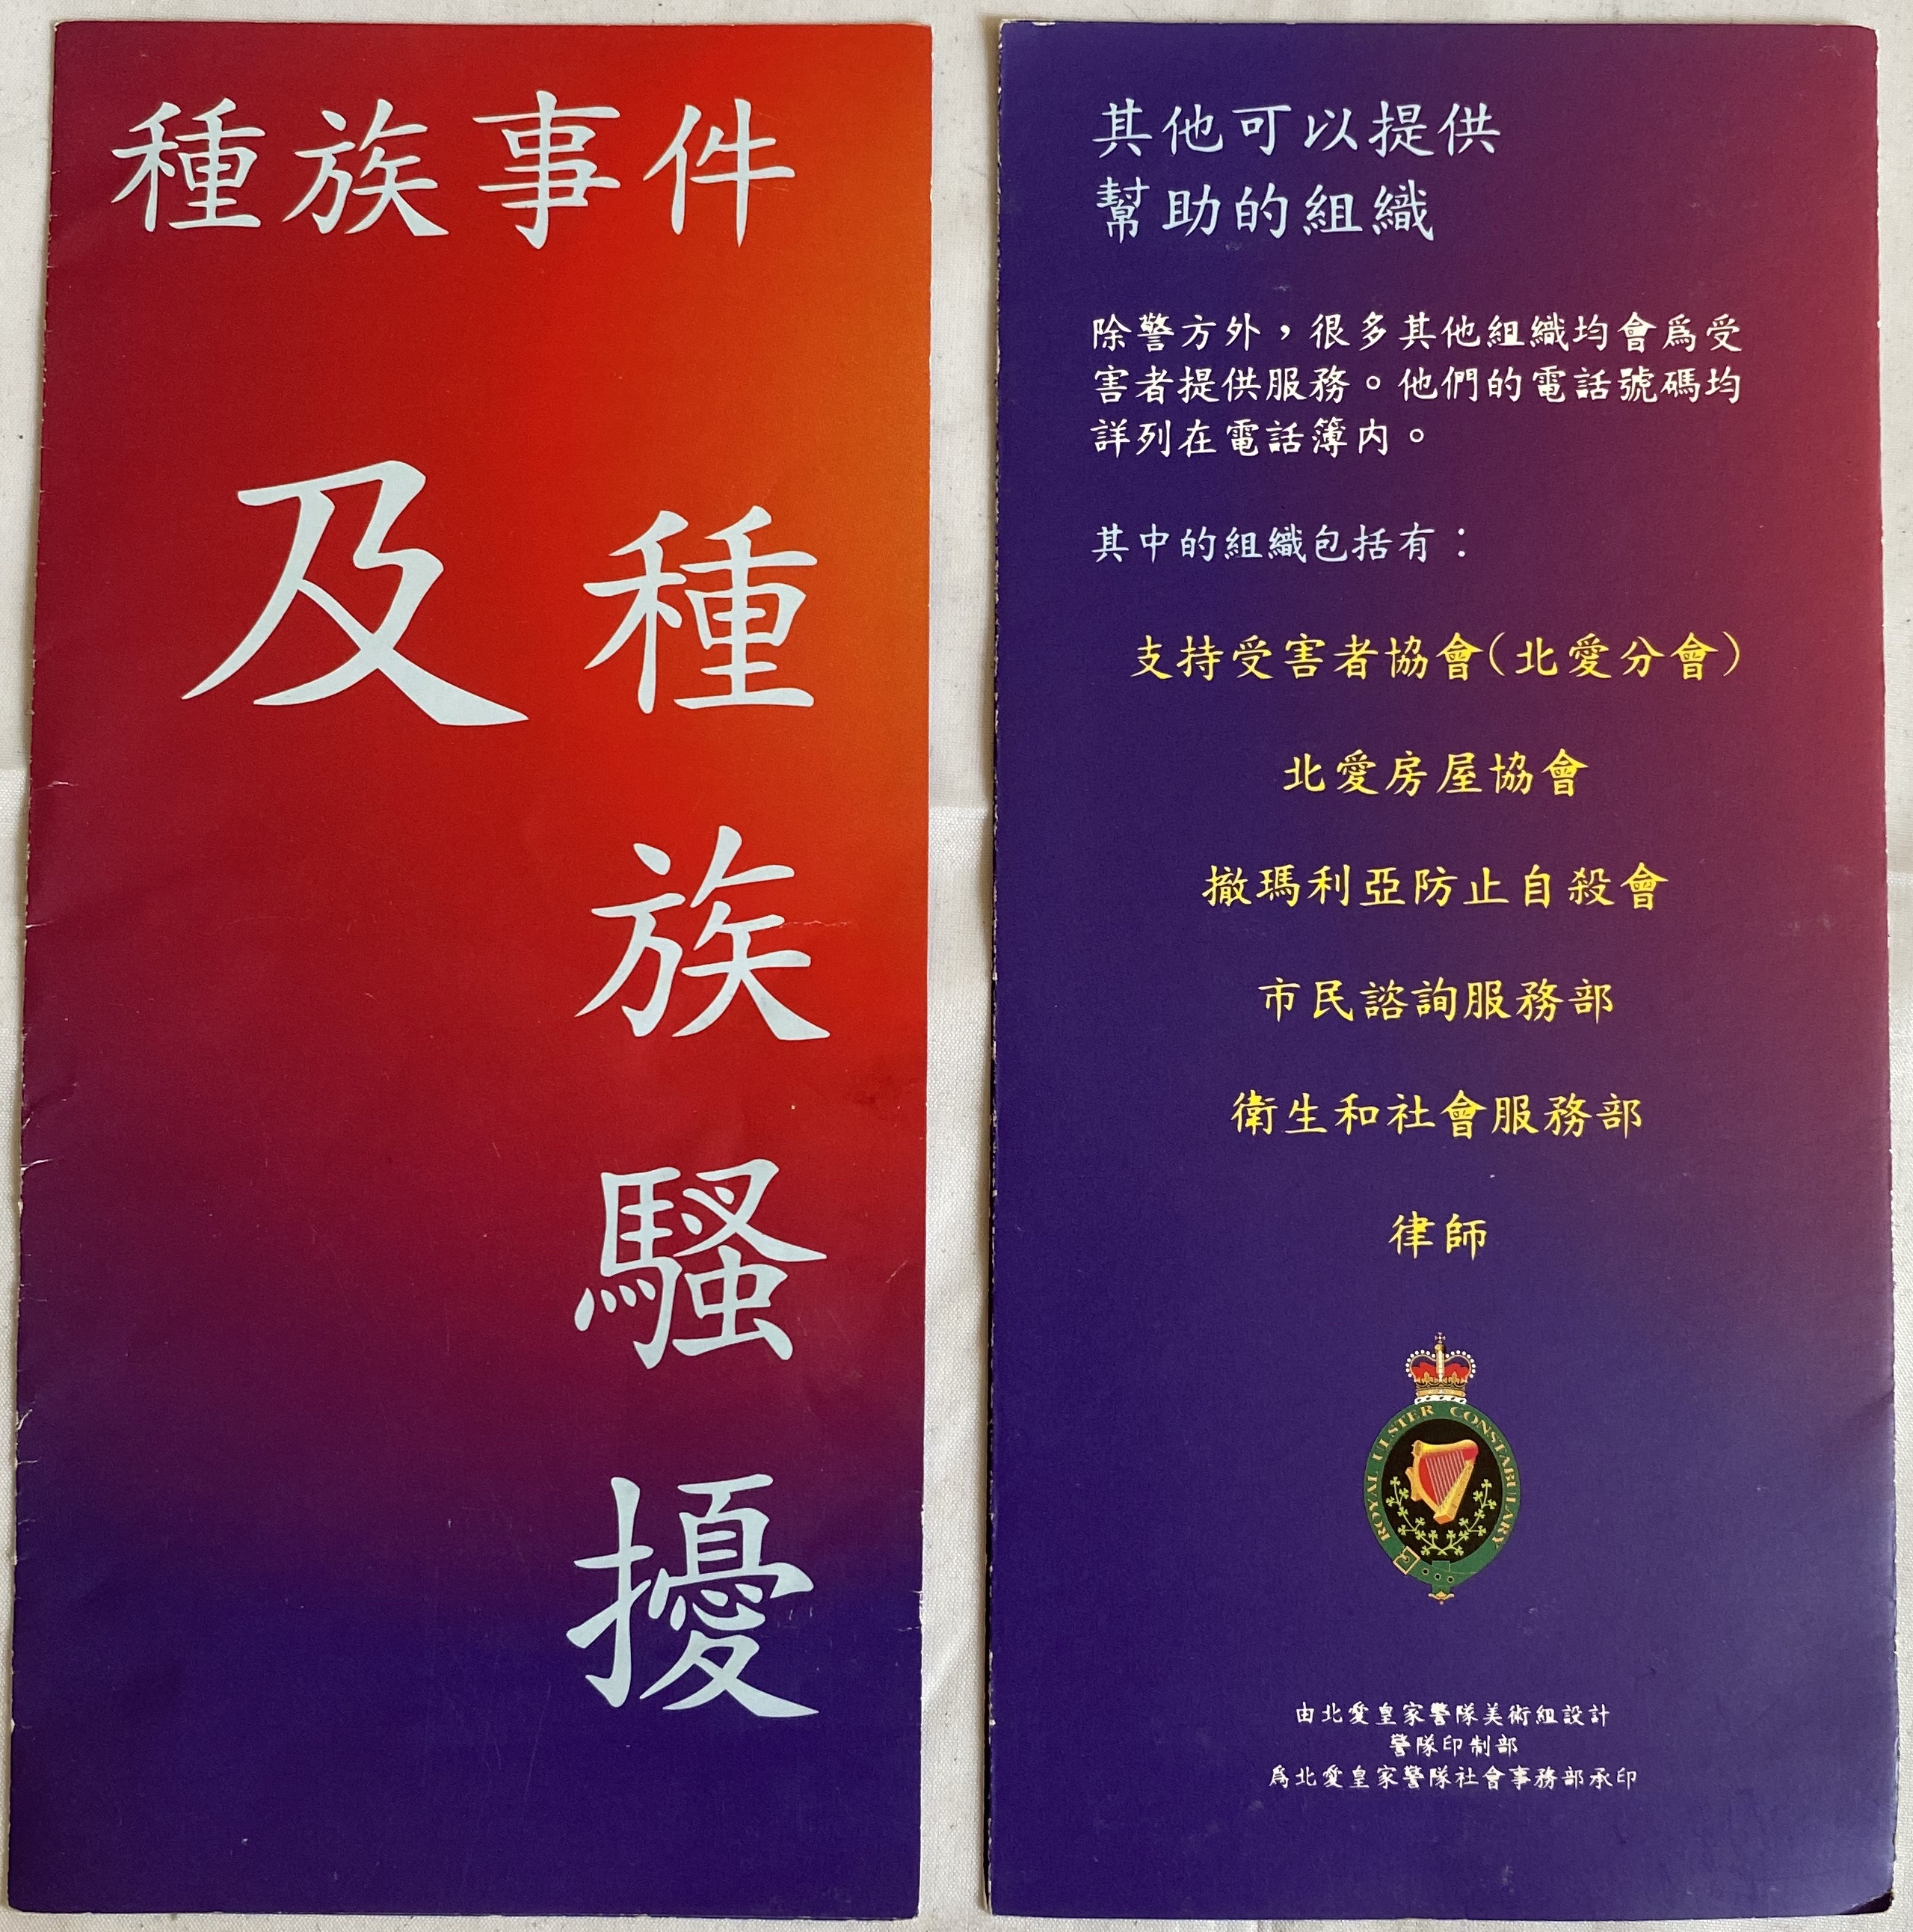 種族事件
及
種族騷擾
其他可以提供
幫助的組織
除警方外，很多其他組織均會爲受
害者提供服務。他們的電話號碼均
詳列在電話簿内。
其中的組織包括有：
支持受害者協會(北愛分會)
北愛房屋協會
撤瑪利亞防止自殺會
市民諮詢服務部
衛生和社會服務部
律師
ROYAL ULSTER CONSTABULARY
由北愛皇家警隊美術組設計
警隊印制部
爲北愛皇家警隊社會事務部承印